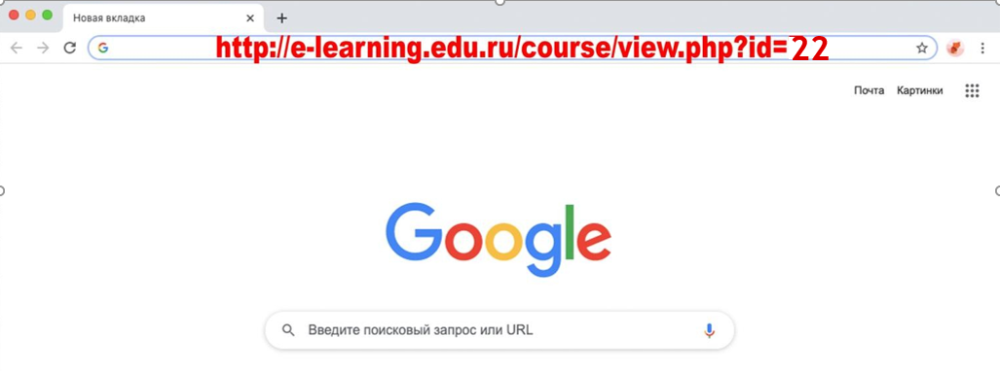 Новая вкладка
http://e-learning.edu.ru/course/view.php?id=22
Почта Картинки
Google
Введите поисковый запрос или URL